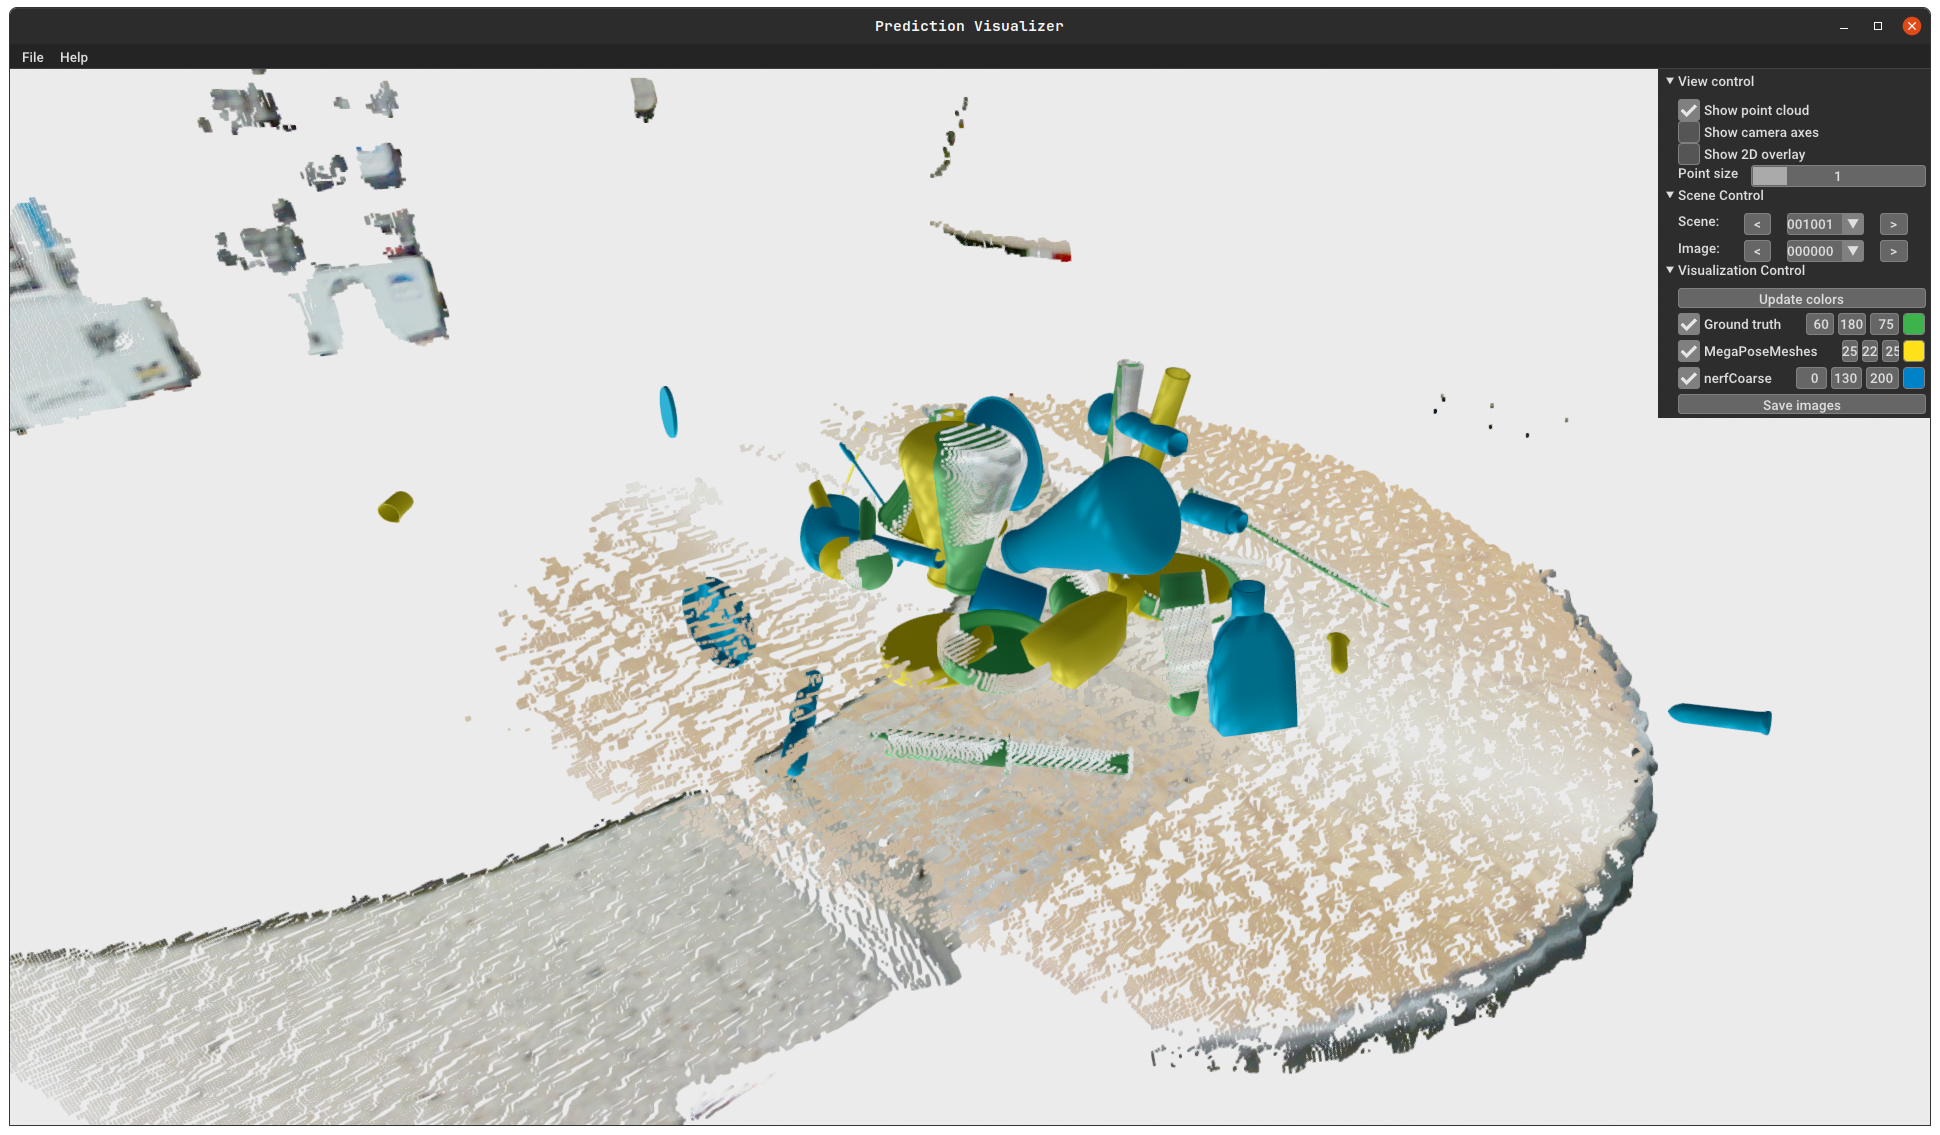 Prediction Visualizer
File Help
View control
Show point cloud
Show camera axes
Show 2D overlay
Point size 1
Scene Control
Scene: < 001001 >
Image: < 000000 >
Visualization Control
Update colors
Ground truth 60 180 75
MegaPoseMeshes 25 22 25
nerfCoarse 0 130 200
Save images